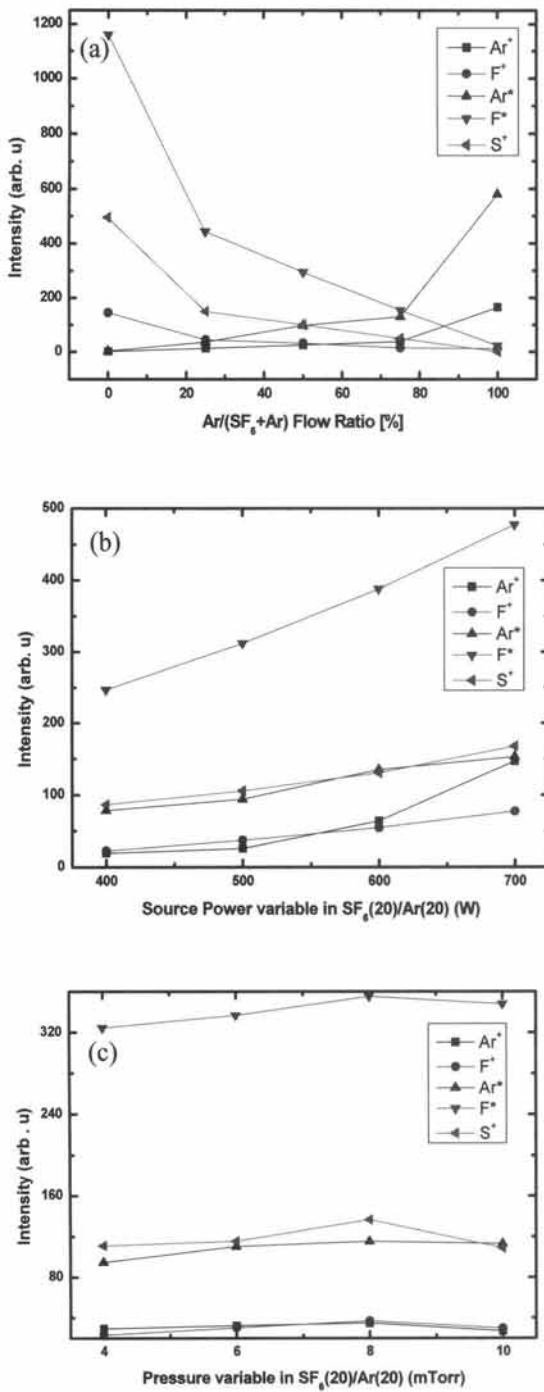 (a)
Ar⁺
F⁺
Ar*
F*
S⁺
1200
1000
800
600
400
200
0
Intensity (arb. u)
0 20 40 60 80 100
Ar/(SF₆+Ar) Flow Ratio [%]
(b)
Ar⁺
F⁺
Ar*
F*
S⁺
500
400
300
200
100
0
Intensity (arb. u)
400 500 600 700
Source Power variable in SF₆(20)/Ar(20) (W)
(c)
Ar⁺
F⁺
Ar*
F*
S⁺
320
240
160
80
Intensity (arb . u)
4 6 8 10
Pressure variable in SF₆(20)/Ar(20) (mTorr)